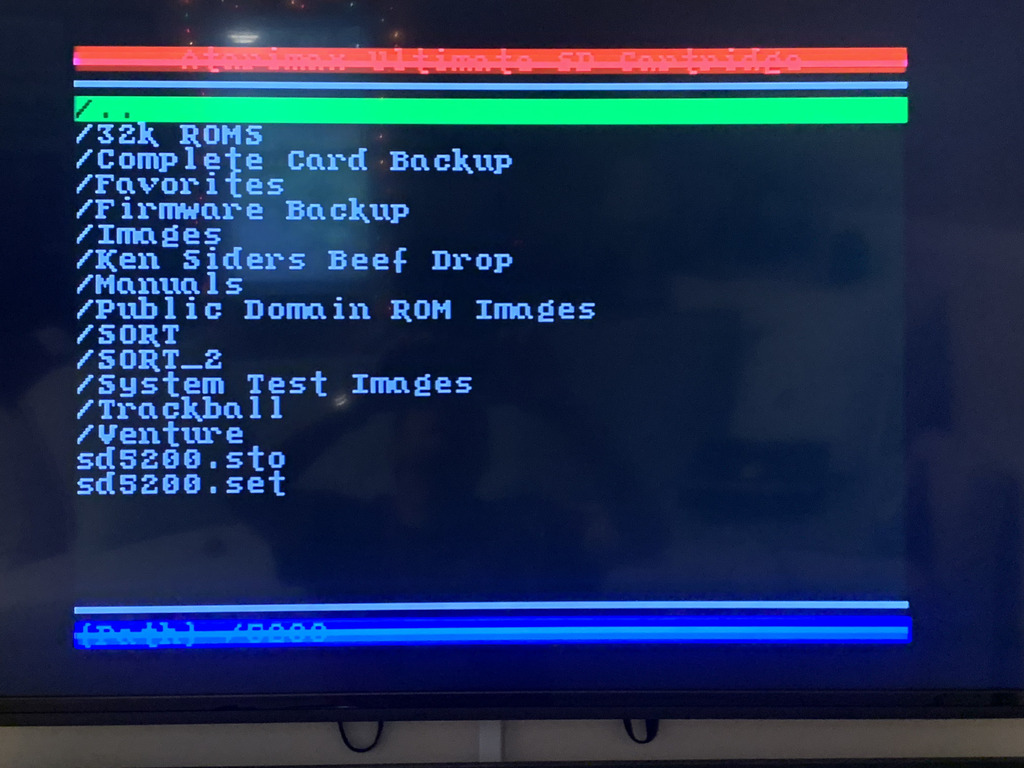 Atarimax Ultimate SD Cartridge
/..
/32k ROMS
/Complete Card Backup
/Favorites
/Firmware Backup
/Images
/Ken Siders Beef Drop
/Manuals
/Public Domain ROM Images
/SORT
/SORT_2
/System Test Images
/Trackball
/Venture
sd5200.sto
sd5200.set
(Path) /5200